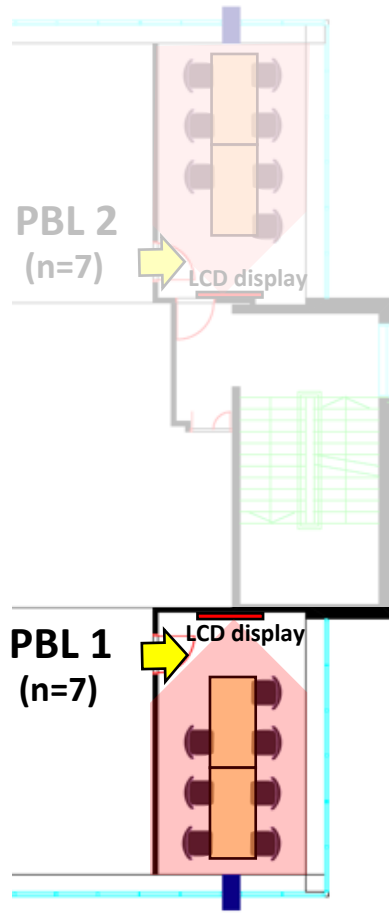 PBL 2
(n=7)
LCD display
LCD display
PBL 1
(n=7)